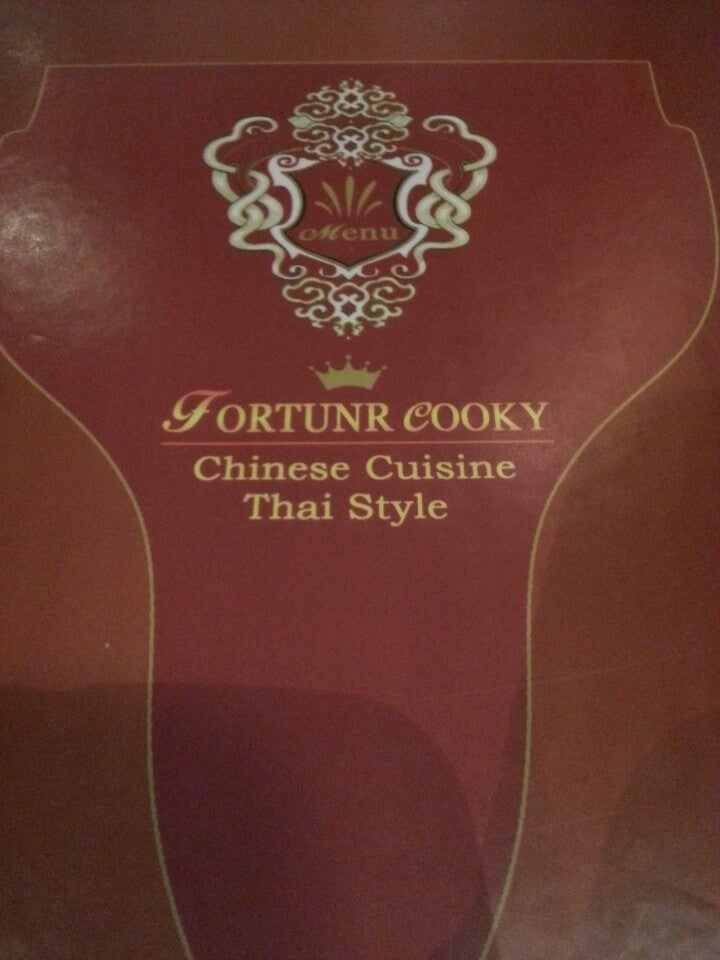 Menu
FORTUNR COOKY
Chinese Cuisine
Thai Style